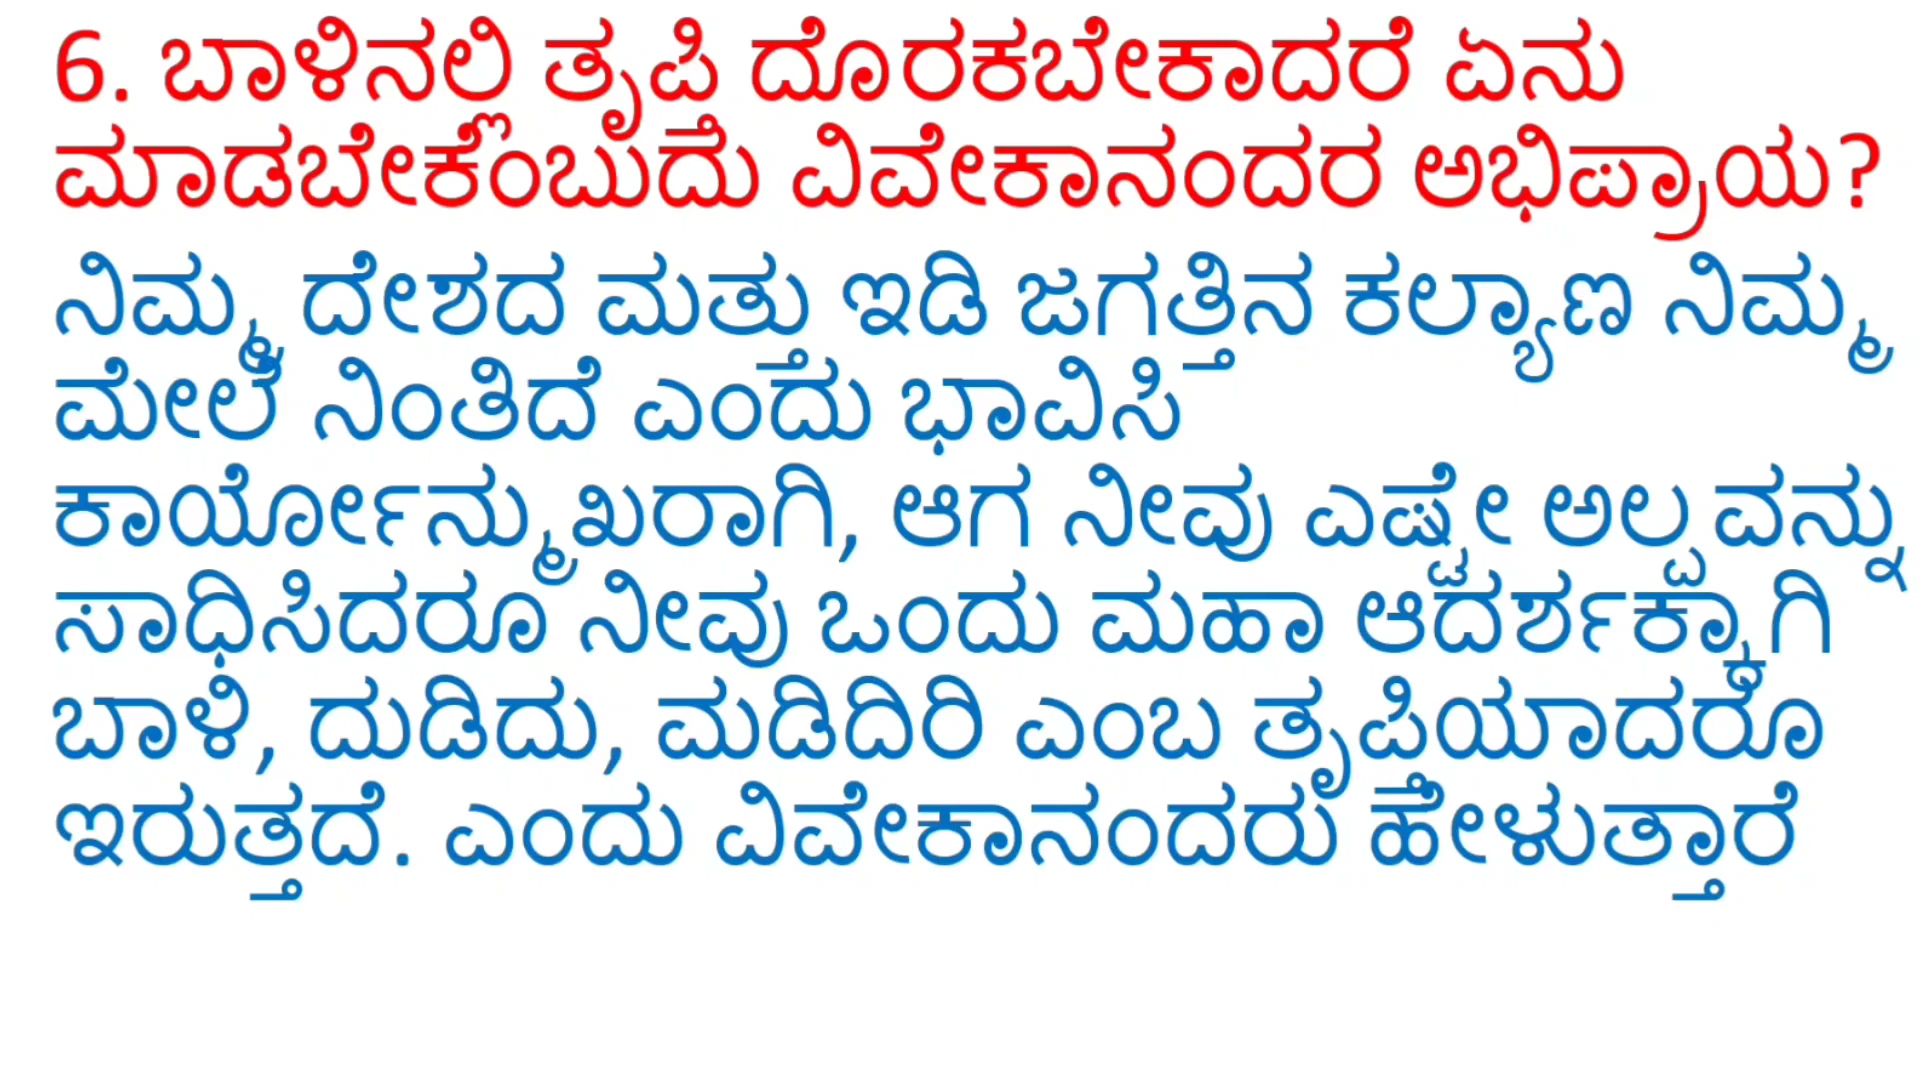 6. ಬಾಳಿನಲ್ಲಿ ತೃಪ್ತಿ ದೊರಕಬೇಕಾದರೆ ಏನು
ಮಾಡಬೇಕೆಂಬುದು ವಿವೇಕಾನಂದರ ಅಭಿಪ್ರಾಯ?
ನಿಮ್ಮ ದೇಶದ ಮತ್ತು ಇಡಿ ಜಗತ್ತಿನ ಕಲ್ಯಾಣ ನಿಮ್ಮ
ಮೇಲೆ ನಿಂತಿದೆ ಎಂದು ಭಾವಿಸಿ
ಕಾರ್ಯೋನ್ಮುಖರಾಗಿ, ಆಗ ನೀವು ಎಷ್ಟೇ ಅಲ್ಪವನ್ನು
ಸಾಧಿಸಿದರೂ ನೀವು ಒಂದು ಮಹಾ ಆದರ್ಶಕ್ಕಾಗಿ
ಬಾಳಿ, ದುಡಿದು, ಮಡಿದಿರಿ ಎಂಬ ತೃಪ್ತಿಯಾದರೂ
ಇರುತ್ತದೆ. ಎಂದು ವಿವೇಕಾನಂದರು ಹೇಳುತ್ತಾರೆ